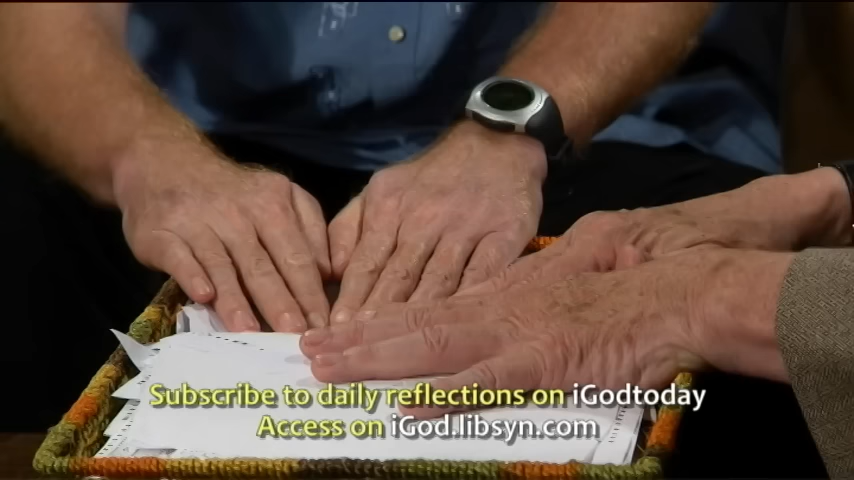 Subscribe to daily reflections on iGodtoday
Access on iGod.libsyn.com